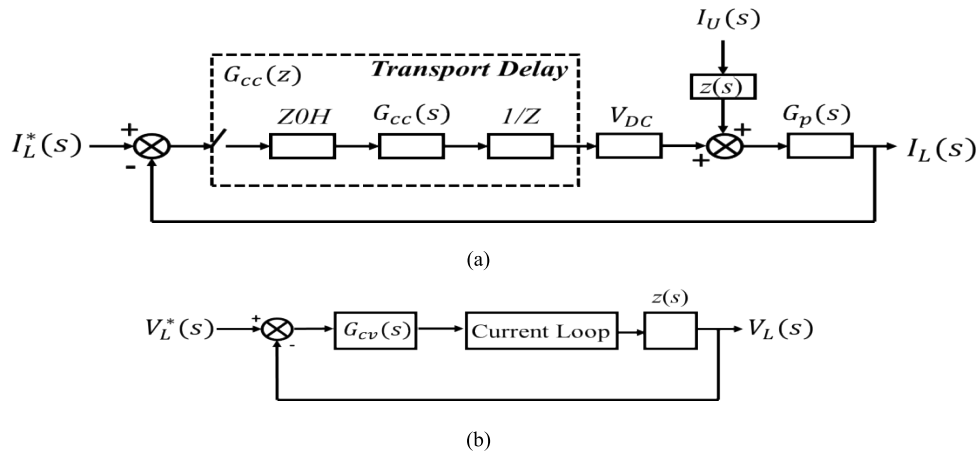 I_U(s)
G_cc(z) Transport Delay
z(s)
Z0H G_cc(s) 1/Z V_DC G_p(s)
I_L^*(s) + - + + I_L(s)
(a)
z(s)
V_L^*(s) + - G_cv(s) Current Loop V_L(s)
(b)